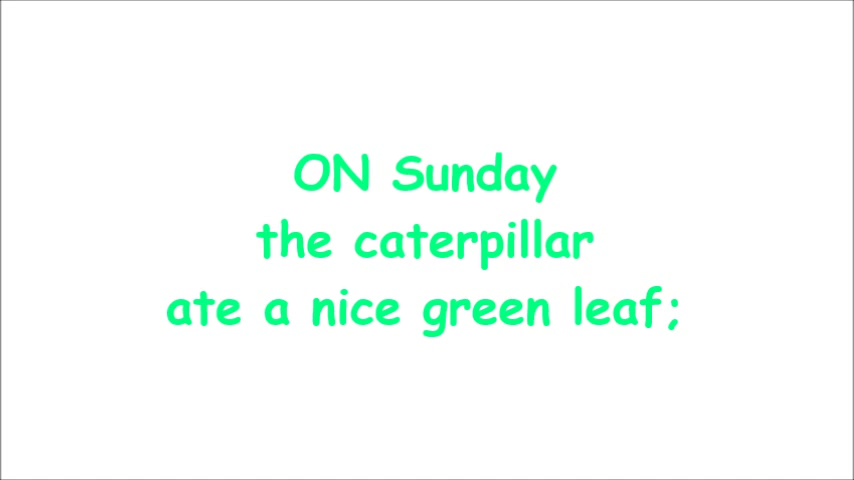 ON Sunday
the caterpillar
ate a nice green leaf;